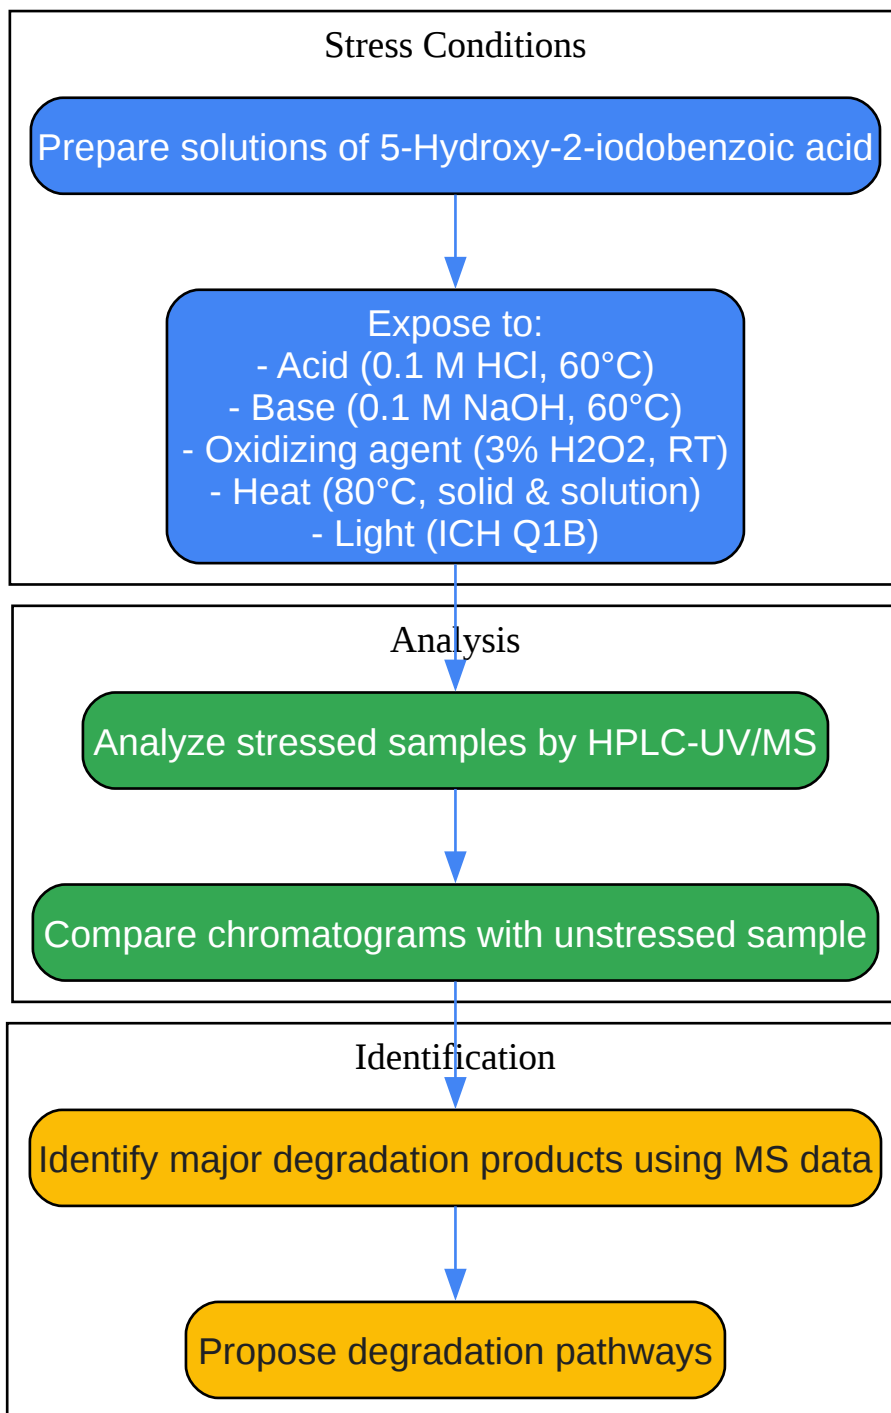 Stress Conditions
Prepare solutions of 5-Hydroxy-2-iodobenzoic acid
Expose to:
- Acid (0.1 M HCl, 60°C)
- Base (0.1 M NaOH, 60°C)
- Oxidizing agent (3% H2O2, RT)
- Heat (80°C, solid & solution)
- Light (ICH Q1B)
Analysis
Analyze stressed samples by HPLC-UV/MS
Compare chromatograms with unstressed sample
Identification
Identify major degradation products using MS data
Propose degradation pathways